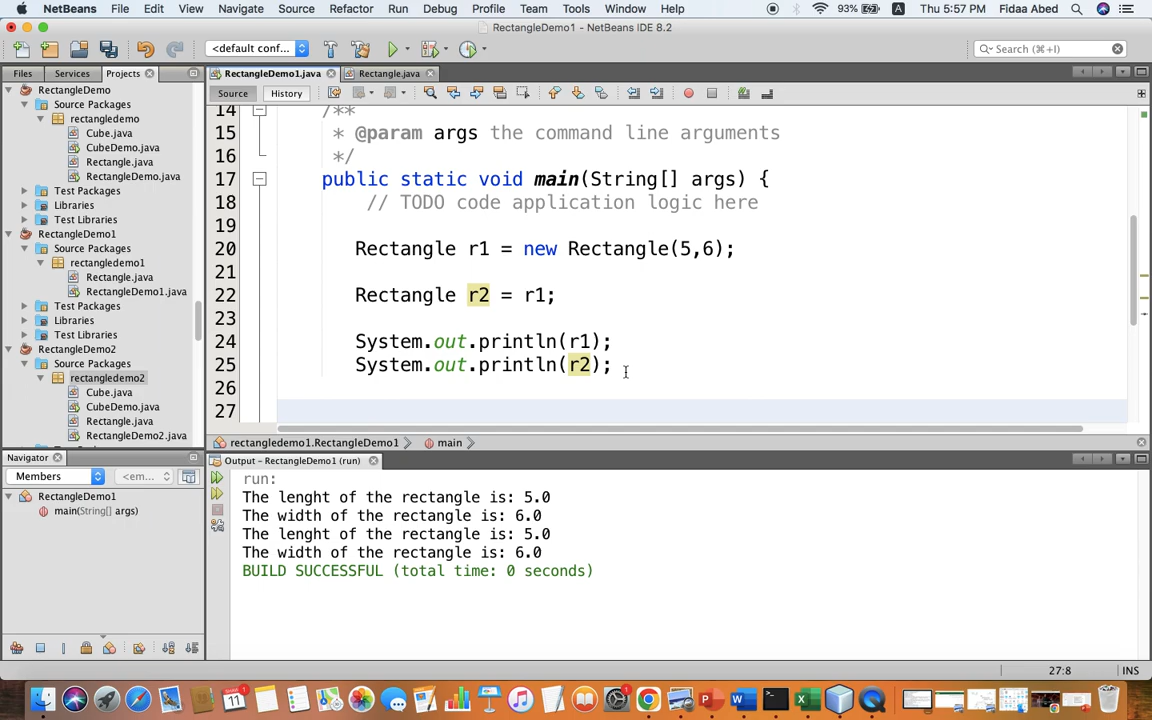 NetBeans File Edit View Navigate Source Refactor Run Debug Profile Team Tools Window Help 93% A Thu 5:57 PM Fidaa Abed
RectangleDemo1 - NetBeans IDE 8.2
<default conf... Search (⌘+I)
Files Services Projects RectangleDemo1.java Rectangle.java
Source History
RectangleDemo
Source Packages
rectangledemo
Cube.java
CubeDemo.java
Rectangle.java
RectangleDemo.java
Test Packages
Libraries
Test Libraries
RectangleDemo1
Source Packages
rectangledemo1
Rectangle.java
RectangleDemo1.java
Test Packages
Libraries
Test Libraries
RectangleDemo2
Source Packages
rectangledemo2
Cube.java
CubeDemo.java
Rectangle.java
RectangleDemo2.java
14 /**
15 * @param args the command line arguments
16 */
17 public static void main(String[] args) {
18 // TODO code application logic here
19
20 Rectangle r1 = new Rectangle(5,6);
21
22 Rectangle r2 = r1;
23
24 System.out.println(r1);
25 System.out.println(r2);
26
27
rectangledemo1.RectangleDemo1 main
Navigator
Members <em...
RectangleDemo1
main(String[] args)
Output - RectangleDemo1 (run)
run:
The lenght of the rectangle is: 5.0
The width of the rectangle is: 6.0
The lenght of the rectangle is: 5.0
The width of the rectangle is: 6.0
BUILD SUCCESSFUL (total time: 0 seconds)
27:8 INS